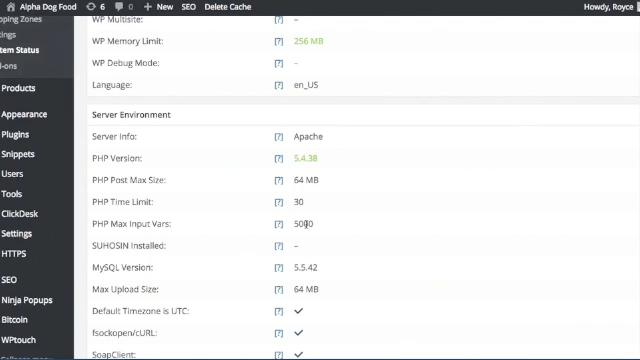 Alpha Dog Food 6 0 + New SEO Delete Cache Howdy, Royce
WP Multisite: [?] –
WP Memory Limit: [?] 256 MB
WP Debug Mode: [?] –
Language: [?] en_US
Server Environment
Server Info: [?] Apache
PHP Version: [?] 5.4.38
PHP Post Max Size: [?] 64 MB
PHP Time Limit: [?] 30
PHP Max Input Vars: [?] 5000
SUHOSIN Installed: [?] –
MySQL Version: [?] 5.5.42
Max Upload Size: [?] 64 MB
Default Timezone is UTC: [?] ✓
fsockopen/cURL: [?] ✓
SoapClient: [?] ✓
pping Zones
ttings
tem Status
d-ons
Products
Appearance
Plugins
Snippets
Users
Tools
ClickDesk
Settings
HTTPS
SEO
Ninja Popups
Bitcoin
WPtouch
Collapse menu